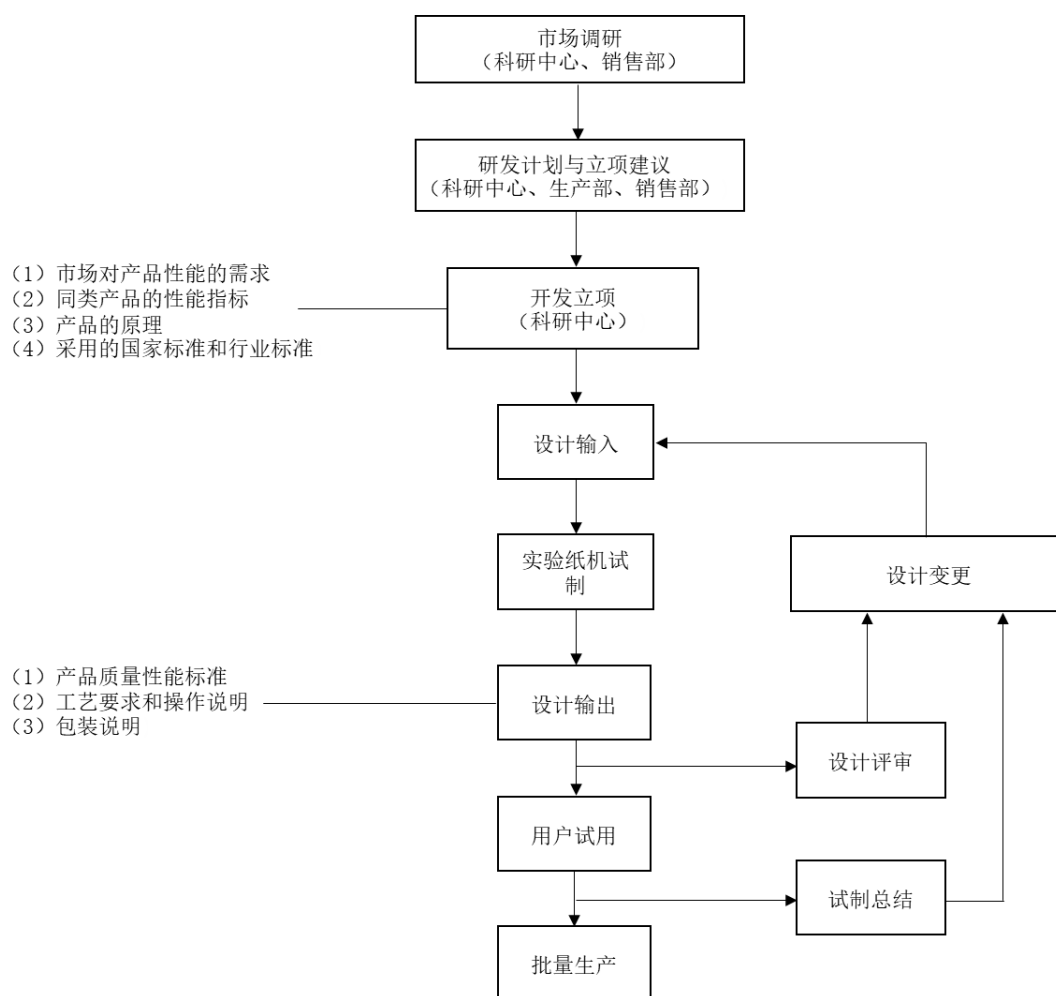 市场调研
（科研中心、销售部）
研发计划与立项建议
（科研中心、生产部、销售部）
（1）市场对产品性能的需求
（2）同类产品的性能指标
（3）产品的原理
（4）采用的国家标准和行业标准
开发立项
（科研中心）
设计输入
实验纸机试
制
设计变更
（1）产品质量性能标准
（2）工艺要求和操作说明
（3）包装说明
设计输出
设计评审
用户试用
试制总结
批量生产